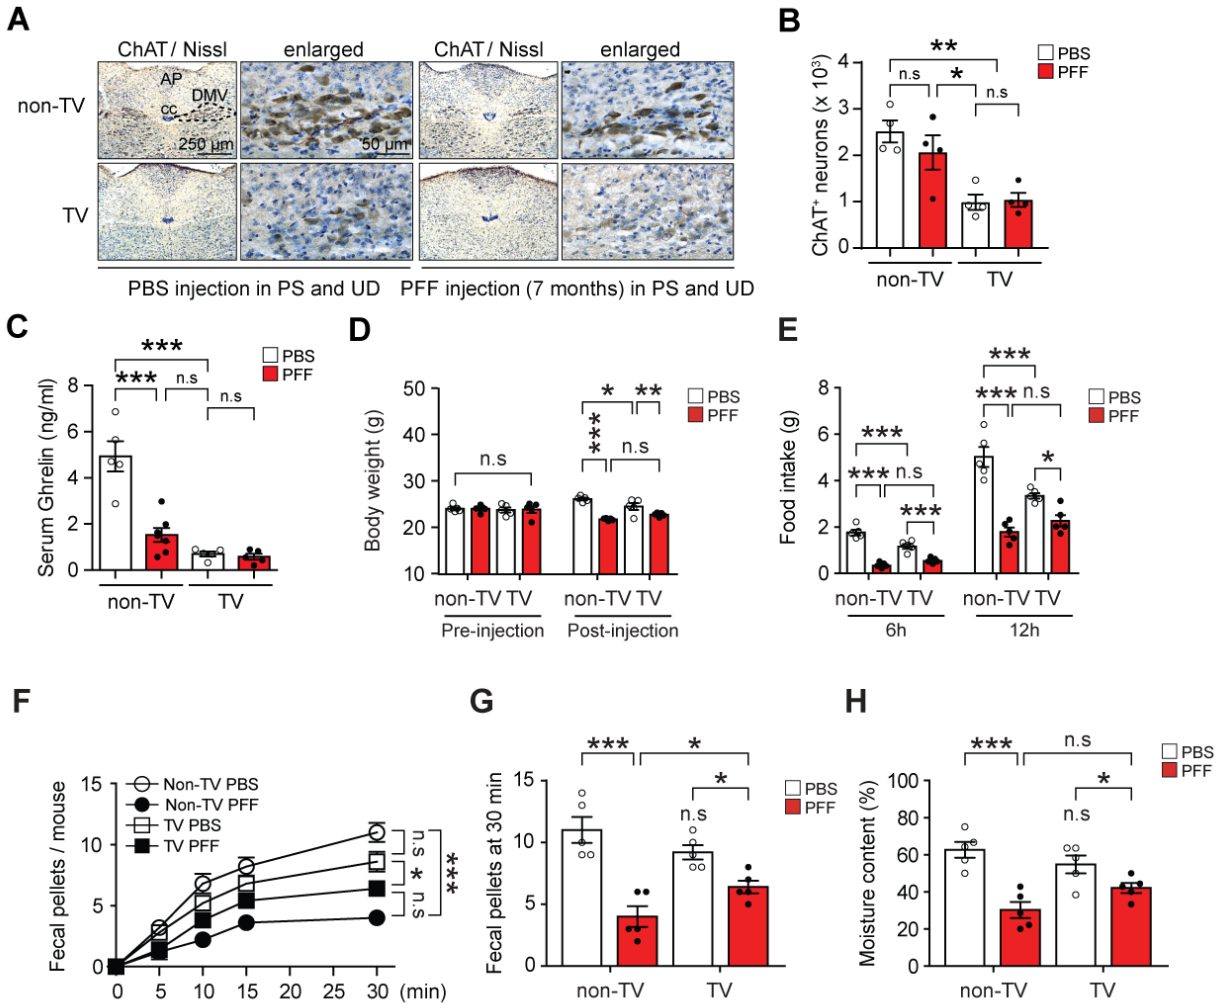 A
ChAT / Nissl
enlarged
ChAT / Nissl
enlarged
non-TV
AP
DMV
cc
250 µm
50 µm
TV
PBS injection in PS and UD
PFF injection (7 months) in PS and UD
B
PBS
PFF
ChAT⁺ neurons (x 10³)
4
3
2
1
0
**
n.s
*
n.s
non-TV
TV
C
PBS
PFF
Serum Ghrelin (ng/ml)
8
6
4
2
0
***
***
n.s
n.s
non-TV
TV
D
PBS
PFF
Body weight (g)
50
40
30
20
10
n.s
*
**
***
n.s
non-TV TV
non-TV TV
Pre-injection
Post-injection
E
PBS
PFF
Food intake (g)
8
6
4
2
0
***
***
n.s
***
***
***
n.s
*
non-TV TV
non-TV TV
6h
12h
F
Fecal pellets / mouse
15
10
5
0
Non-TV PBS
Non-TV PFF
TV PBS
TV PFF
n.s
*
n.s
***
0 5 10 15 20 25 30 (min)
G
PBS
PFF
Fecal pellets at 30 min
15
10
5
0
***
*
*
n.s
non-TV
TV
H
PBS
PFF
Moisture content (%)
100
80
60
40
20
0
***
n.s
*
n.s
non-TV
TV